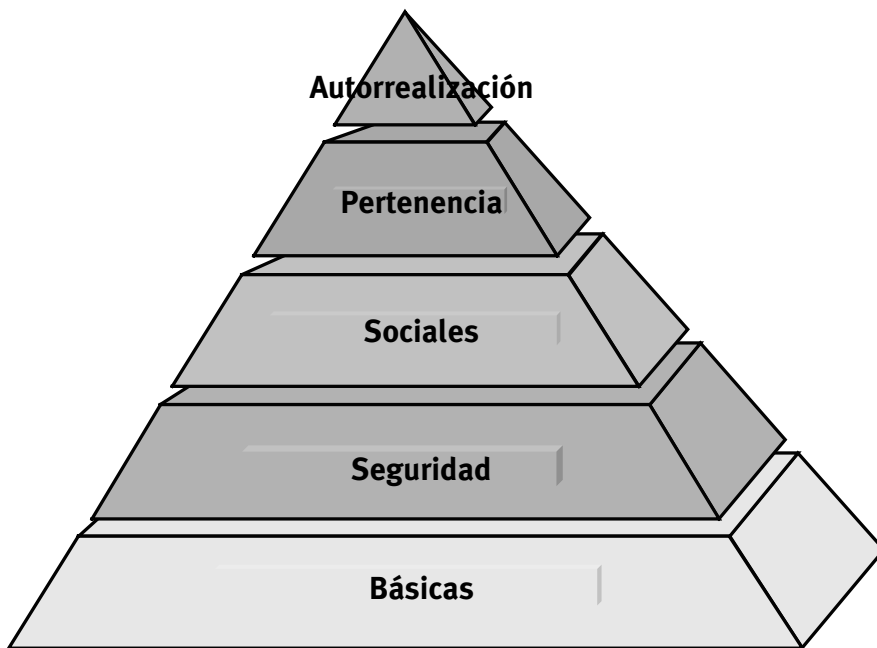 Autorrealización
Pertenencia
Sociales
Seguridad
Básicas